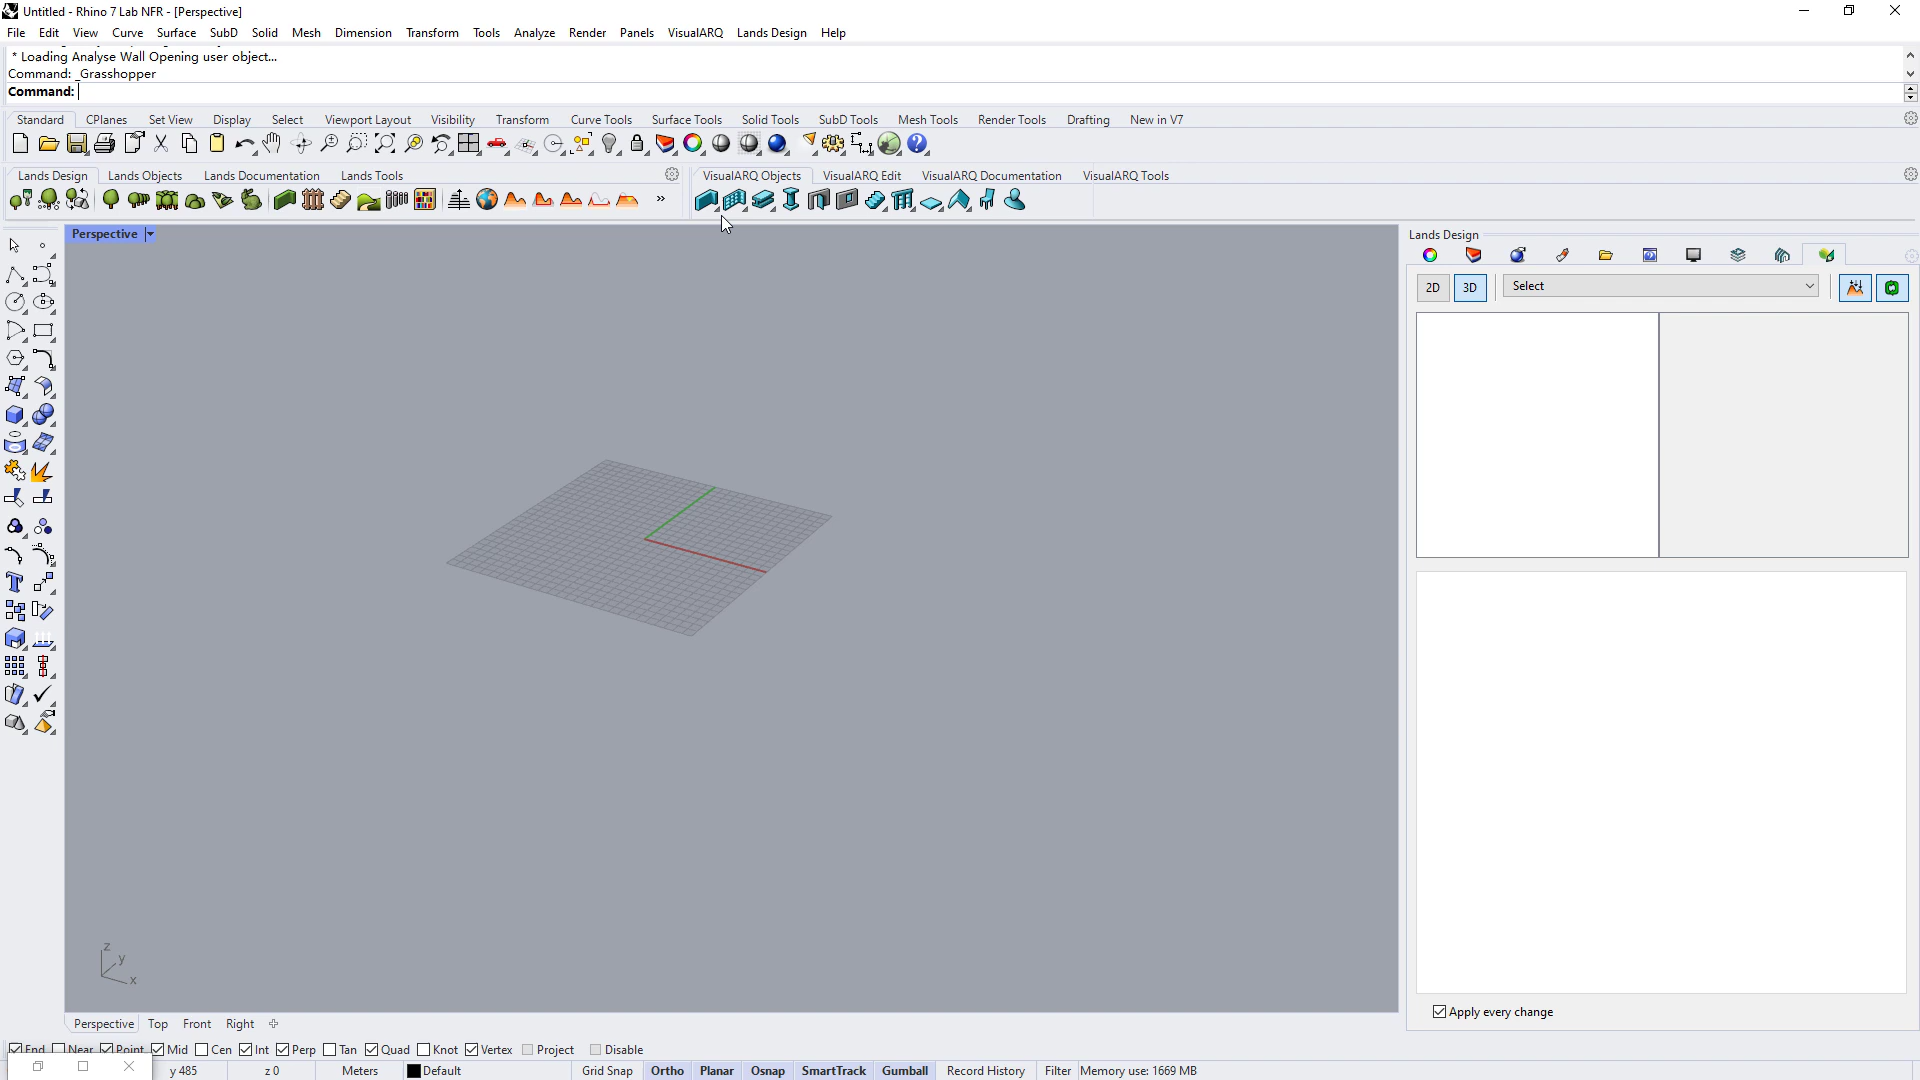 Untitled - Rhino 7 Lab NFR - [Perspective]
File Edit View Curve Surface SubD Solid Mesh Dimension Transform Tools Analyze Render Panels VisualARQ Lands Design Help
* Loading Analyse Wall Opening user object...
Command: _Grasshopper
Command:
Standard CPlanes Set View Display Select Viewport Layout Visibility Transform Curve Tools Surface Tools Solid Tools SubD Tools Mesh Tools Render Tools Drafting New in V7
Lands Design Lands Objects Lands Documentation Lands Tools VisualARQ Objects VisualARQ Edit VisualARQ Documentation VisualARQ Tools
»
Perspective
Lands Design
2D 3D Select
z
y
x
Apply every change
Perspective Top Front Right
End Near Point Mid Cen Int Perp Tan Quad Knot Vertex Project Disable
y 485 z 0 Meters Default Grid Snap Ortho Planar Osnap SmartTrack Gumball Record History Filter Memory use: 1669 MB